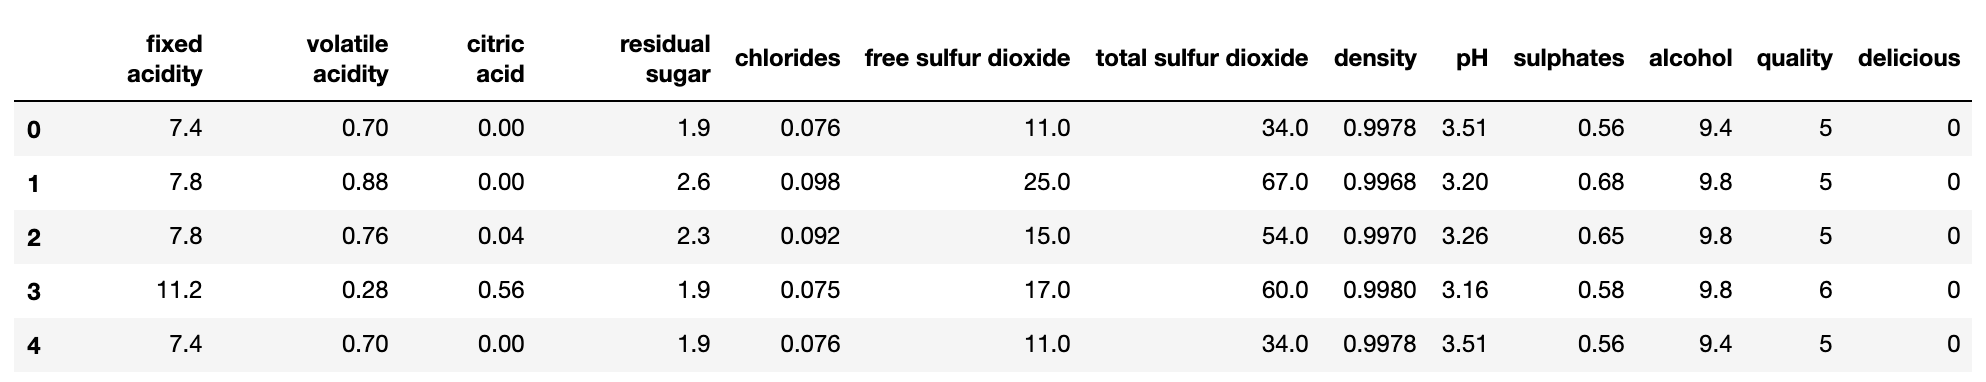 fixed acidity volatile acidity citric acid residual sugar chlorides free sulfur dioxide total sulfur dioxide density pH sulphates alcohol quality delicious
0 7.4 0.70 0.00 1.9 0.076 11.0 34.0 0.9978 3.51 0.56 9.4 5 0
1 7.8 0.88 0.00 2.6 0.098 25.0 67.0 0.9968 3.20 0.68 9.8 5 0
2 7.8 0.76 0.04 2.3 0.092 15.0 54.0 0.9970 3.26 0.65 9.8 5 0
3 11.2 0.28 0.56 1.9 0.075 17.0 60.0 0.9980 3.16 0.58 9.8 6 0
4 7.4 0.70 0.00 1.9 0.076 11.0 34.0 0.9978 3.51 0.56 9.4 5 0